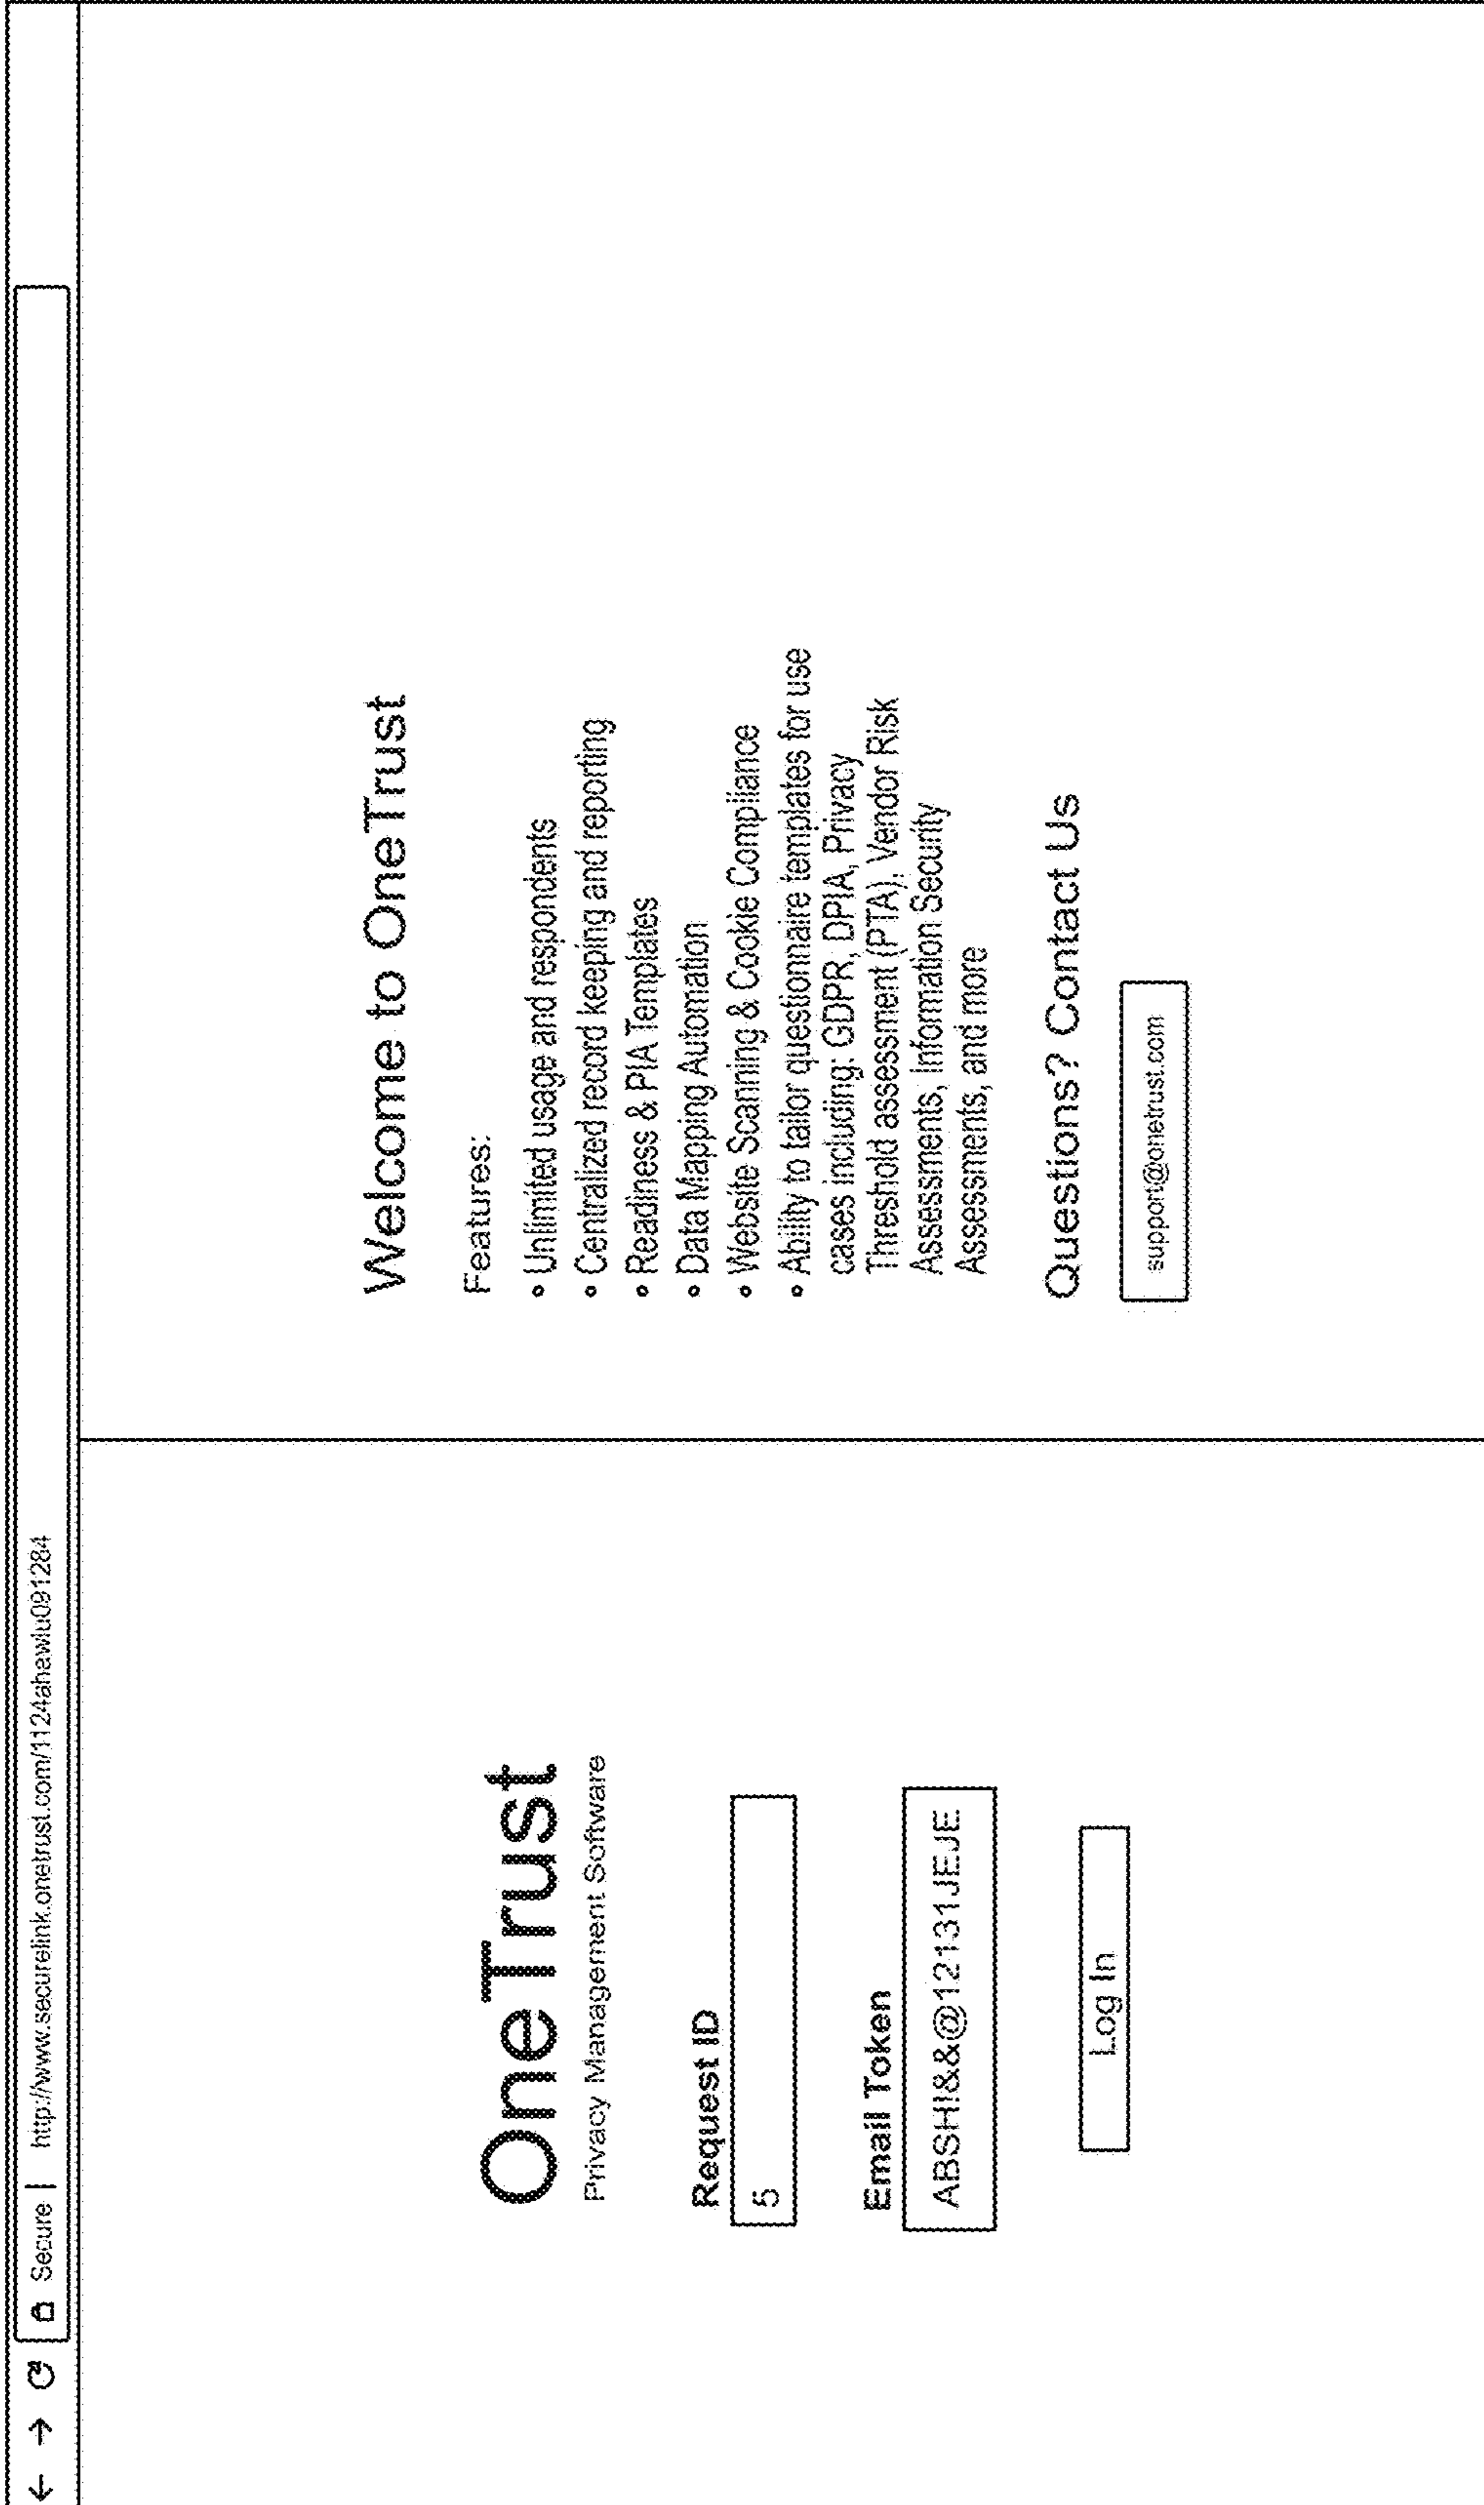 Secure | http://www.securelink.onetrust.com/1124ahawlu091284
OneTrust
Privacy Management Software
Request ID
5
Email Token
ABSHI&&@12131JEJE
Log In
Welcome to OneTrust
Features:
• Unlimited usage and respondents
• Centralized record keeping and reporting
• Readiness & PIA Templates
• Data Mapping Automation
• Website Scanning & Cookie Compliance
• Ability to tailor questionnaire templates for use
cases including: GDPR, DPIA, Privacy
Threshold assessment (PTA), Vendor Risk
Assessments, Information Security
Assessments, and more
Questions? Contact Us
support@onetrust.com